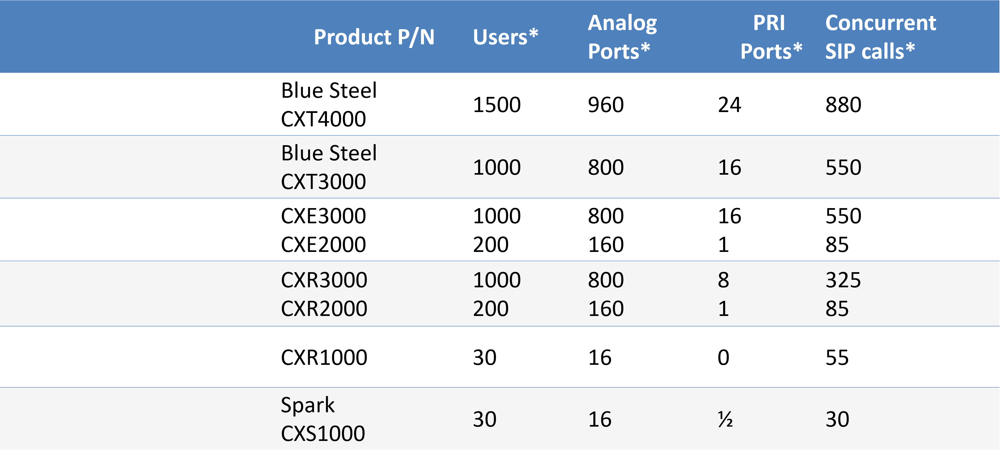 Product P/N Users* Analog Ports* PRI Ports* Concurrent SIP calls*
Blue Steel CXT4000 1500 960 24 880
Blue Steel CXT3000 1000 800 16 550
CXE3000 1000 800 16 550
CXE2000 200 160 1 85
CXR3000 1000 800 8 325
CXR2000 200 160 1 85
CXR1000 30 16 0 55
Spark CXS1000 30 16 ½ 30